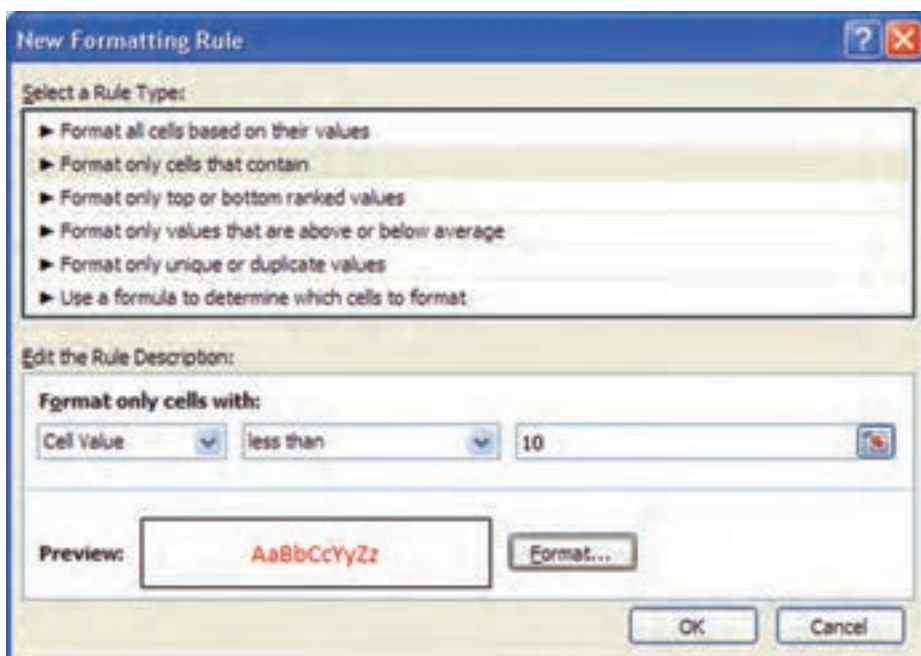 New Formatting Rule
Select a Rule Type:
► Format all cells based on their values
► Format only cells that contain
► Format only top or bottom ranked values
► Format only values that are above or below average
► Format only unique or duplicate values
► Use a formula to determine which cells to format
Edit the Rule Description:
Format only cells with:
Cell Value less than 10
Preview: AaBbCcYyZz Format...
OK Cancel